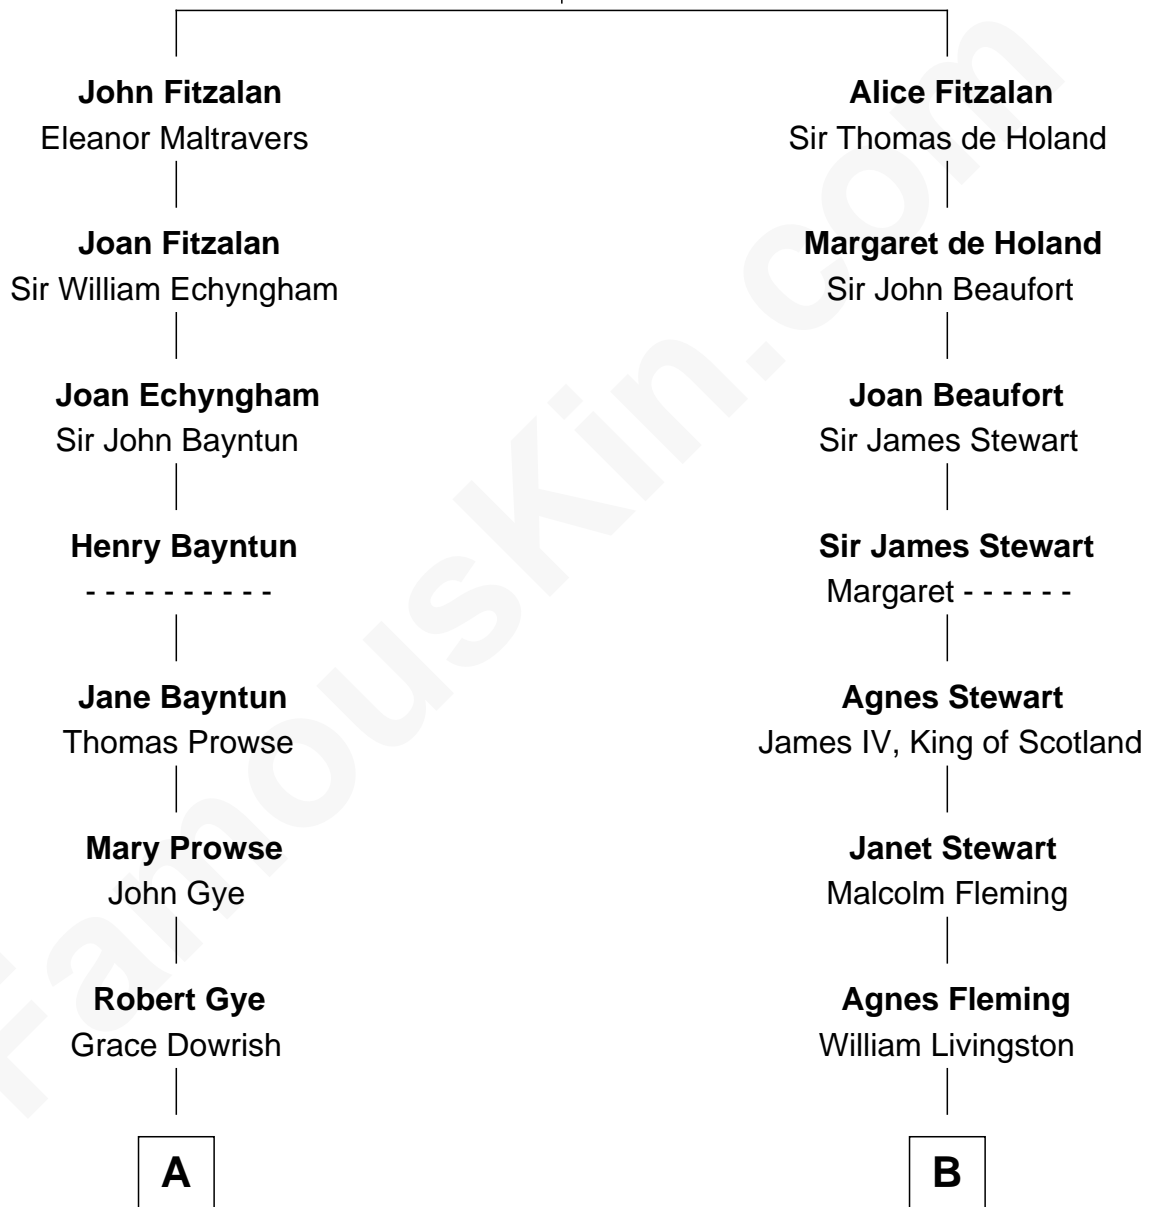 John Fitzalan
Eleanor Maltravers
Joan Fitzalan
Sir William Echyngham
Joan Echyngham
Sir John Bayntun
Henry Bayntun
- - - - - - - - - -
Jane Bayntun
Thomas Prowse
Mary Prowse
John Gye
Robert Gye
Grace Dowrish
A
Alice Fitzalan
Sir Thomas de Holand
Margaret de Holand
Sir John Beaufort
Joan Beaufort
Sir James Stewart
Sir James Stewart
Margaret - - - - - -
Agnes Stewart
James IV, King of Scotland
Janet Stewart
Malcolm Fleming
Agnes Fleming
William Livingston
B
FamousKin.com